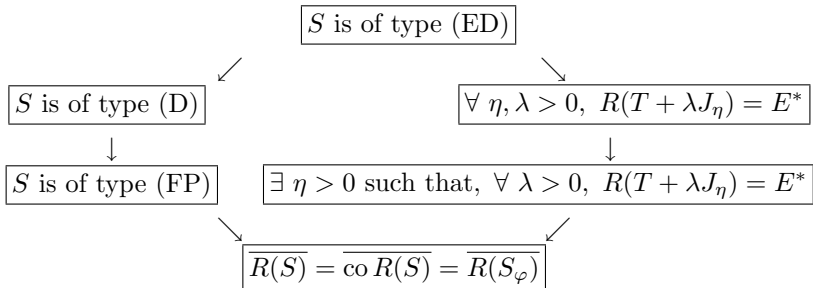 S is of type (ED)
↙ ↘
S is of type (D) ∀ η, λ > 0, R(T + λJ_η) = E*
↓ ↓
S is of type (FP) ∃ η > 0 such that, ∀ λ > 0, R(T + λJ_η) = E*
↘ ↙
\overline{R(S)} = \overline{co R(S)} = \overline{R(S_φ)}